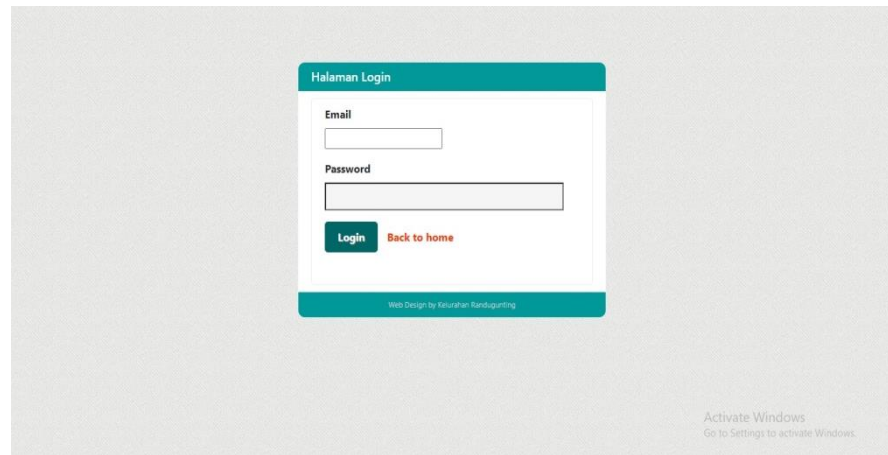 Halaman Login
Email
Password
Login Back to home
Web Design by Kelurahan Randugunting
Activate Windows
Go to Settings to activate Windows.